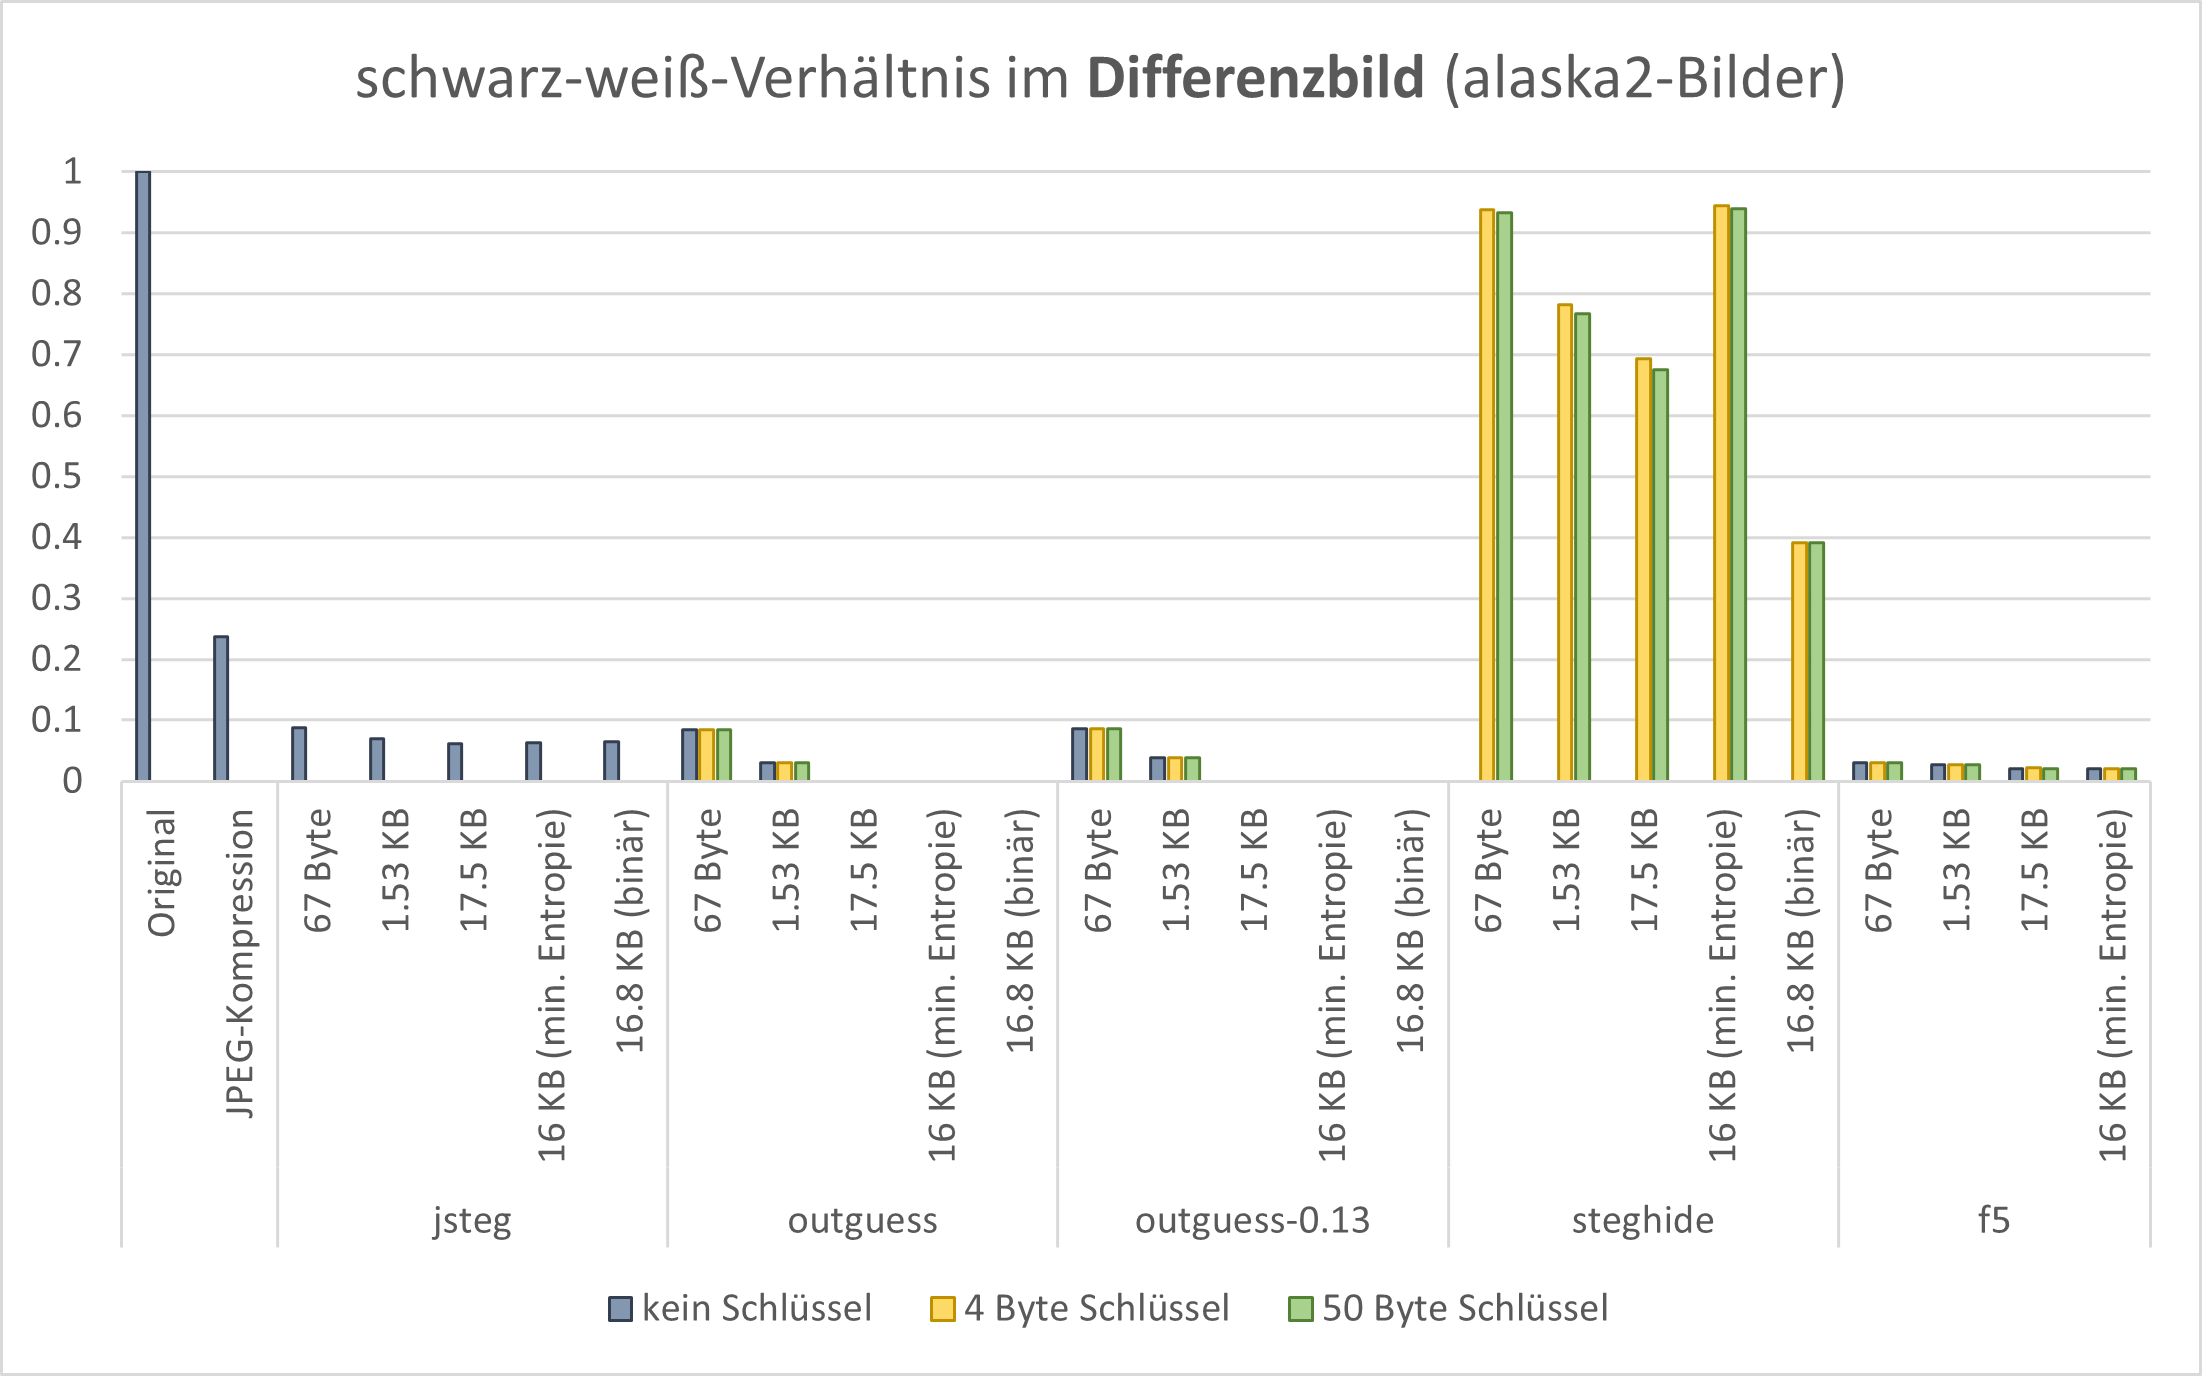 schwarz-weiß-Verhältnis im Differenzbild (alaska2-Bilder)
1
0.9
0.8
0.7
0.6
0.5
0.4
0.3
0.2
0.1
0
Original
JPEG-Kompression
67 Byte
1.53 KB
17.5 KB
16 KB (min. Entropie)
16.8 KB (binär)
67 Byte
1.53 KB
17.5 KB
16 KB (min. Entropie)
16.8 KB (binär)
67 Byte
1.53 KB
17.5 KB
16 KB (min. Entropie)
16.8 KB (binär)
67 Byte
1.53 KB
17.5 KB
16 KB (min. Entropie)
16.8 KB (binär)
67 Byte
1.53 KB
17.5 KB
16 KB (min. Entropie)
jsteg
outguess
outguess-0.13
steghide
f5
kein Schlüssel
4 Byte Schlüssel
50 Byte Schlüssel